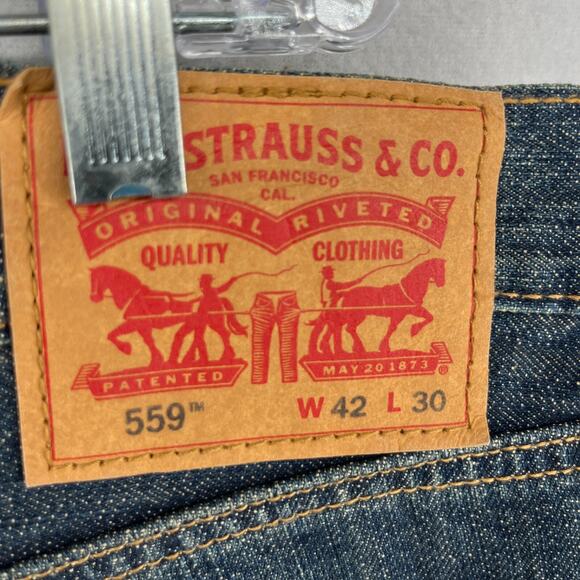 STRAUSS & CO.
SAN FRANCISCO
CAL.
ORIGINAL RIVETED
QUALITY CLOTHING
PATENTED MAY 20 1873 ®
559™ W 42 L 30